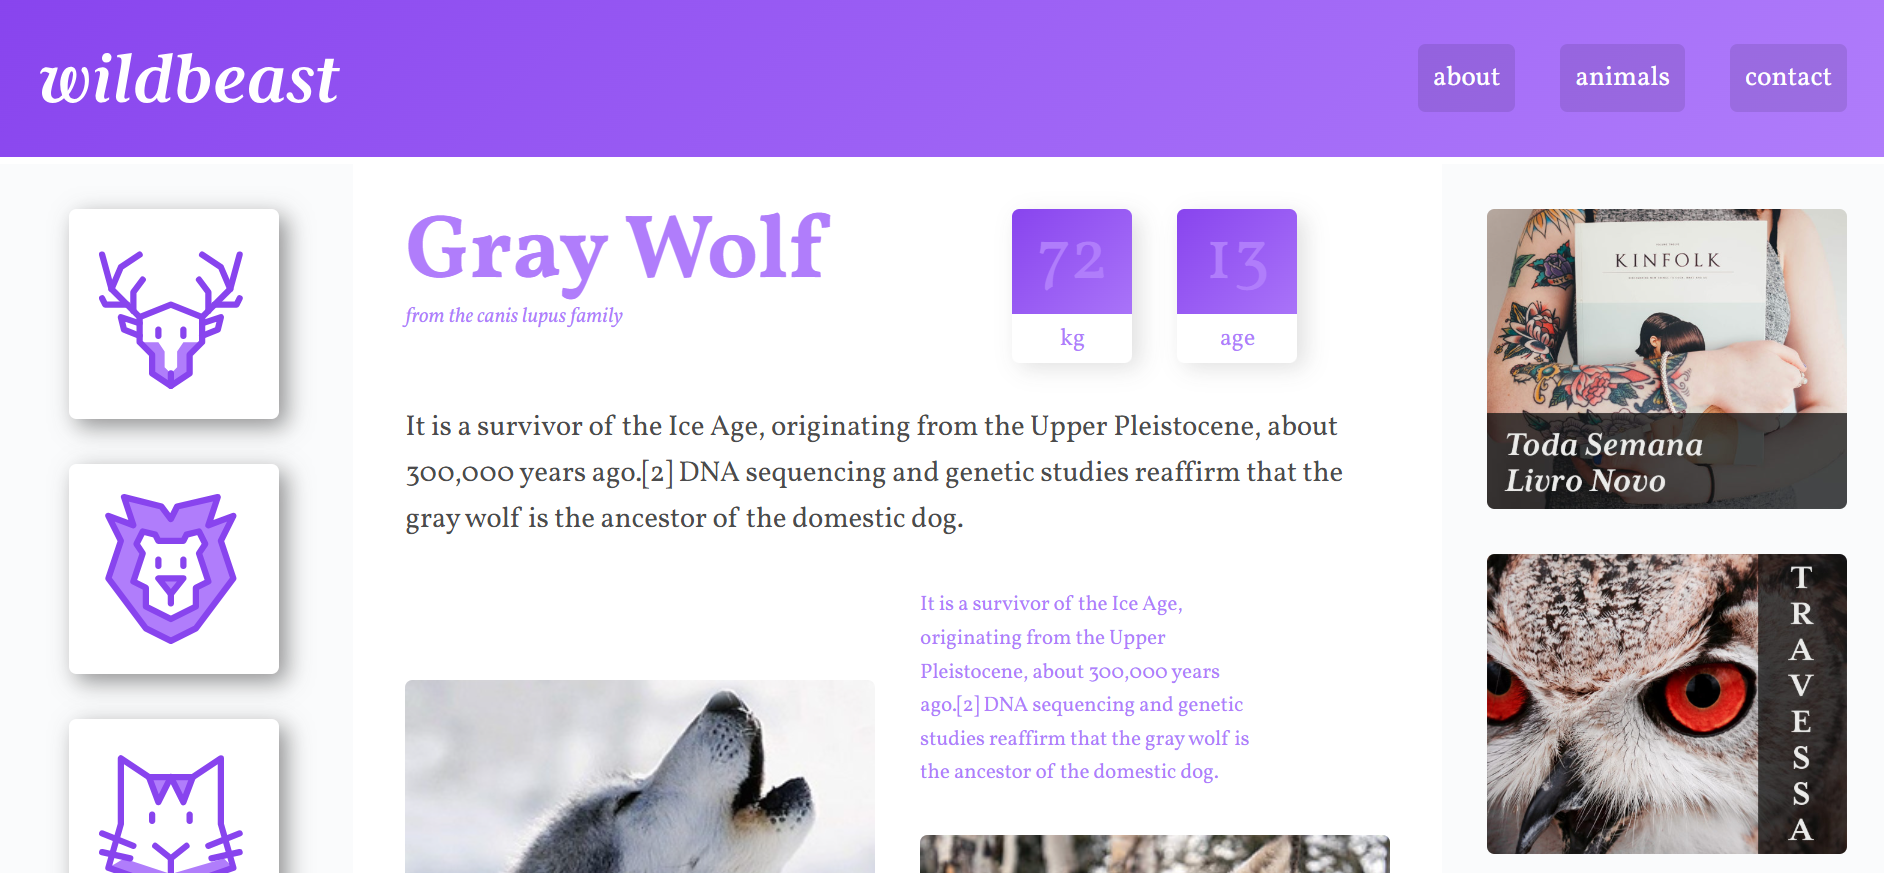 wildbeast
about
animals
contact
Gray Wolf
from the canis lupus family
72
kg
13
age
It is a survivor of the Ice Age, originating from the Upper Pleistocene, about
300,000 years ago.[2] DNA sequencing and genetic studies reaffirm that the
gray wolf is the ancestor of the domestic dog.
It is a survivor of the Ice Age,
originating from the Upper
Pleistocene, about 300,000 years
ago.[2] DNA sequencing and genetic
studies reaffirm that the gray wolf is
the ancestor of the domestic dog.
KINFOLK
Toda Semana
Livro Novo
TRAVESSA